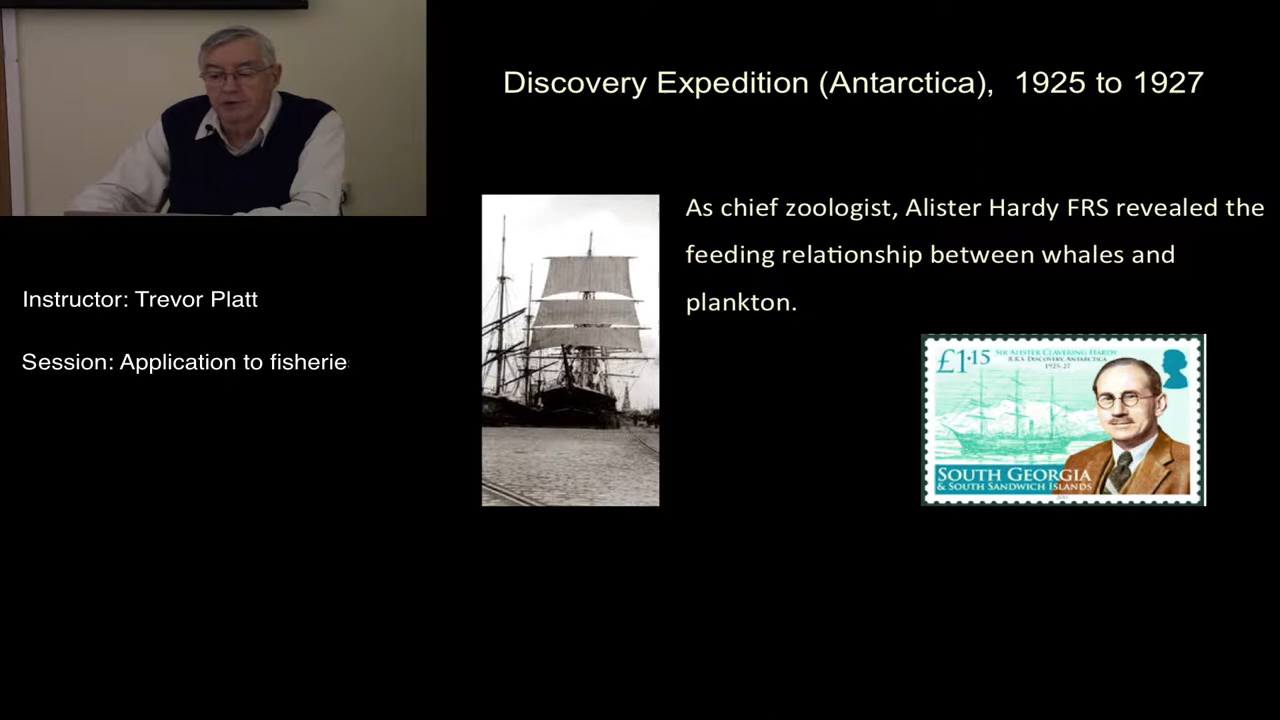 Discovery Expedition (Antarctica), 1925 to 1927
As chief zoologist, Alister Hardy FRS revealed the
feeding relationship between whales and
plankton.
Instructor: Trevor Platt
Session: Application to fisherie
£1·15
SIR ALISTER CLAVERING HARDY
R.R.S. DISCOVERY, ANTARCTICA
1925-27
SOUTH GEORGIA
& SOUTH SANDWICH ISLANDS